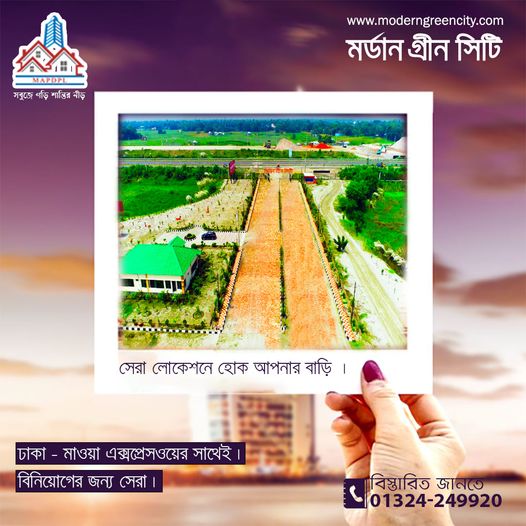 www.moderngreencity.com
মর্ডান গ্রীন সিটি
MAPDPL
সবুজে গড়ি শান্তির নীড়
সেরা লোকেশনে হোক আপনার বাড়ি ।
ঢাকা - মাওয়া এক্সপ্রেসওয়ের সাথেই।
বিনিয়োগের জন্য সেরা।
বিস্তারিত জানতে
01324-249920